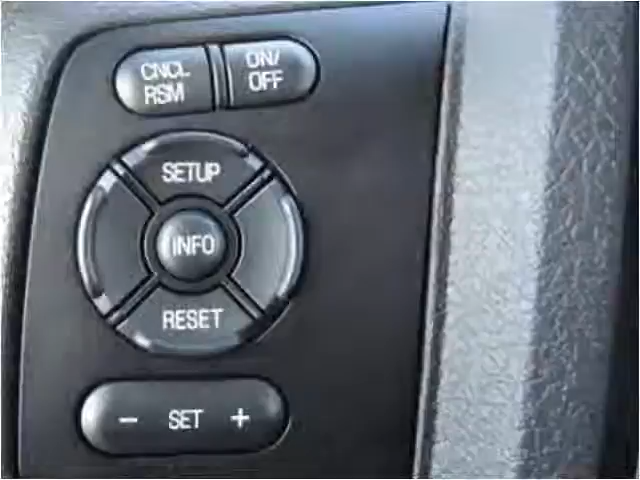 CNCL
RSM
ON/
OFF
SETUP
INFO
RESET
- SET +